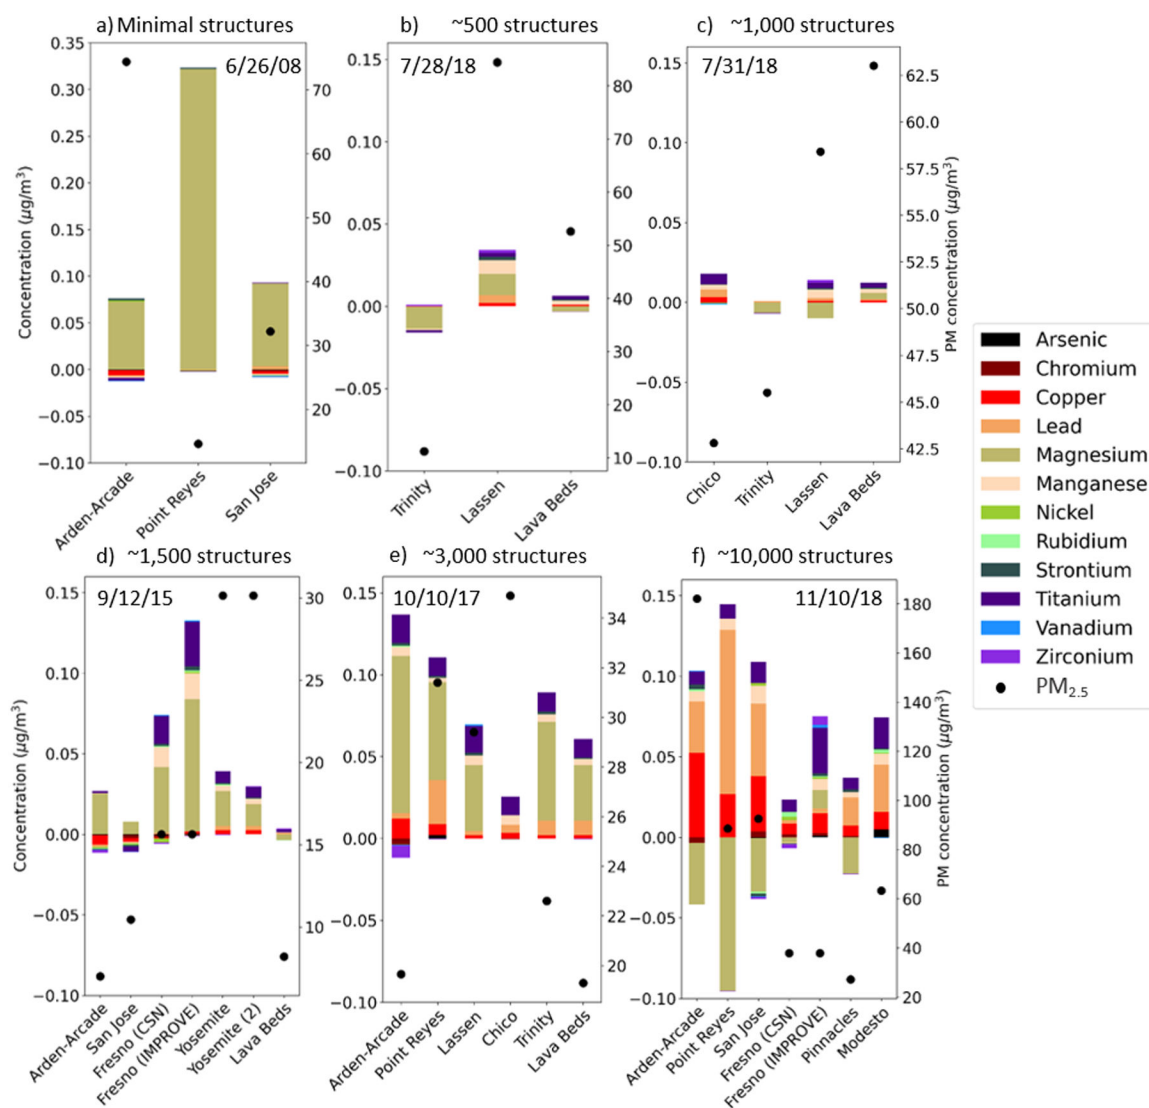 a) Minimal structures
b) ~500 structures
c) ~1,000 structures
6/26/08
7/28/18
7/31/18
0.35
0.30
0.25
0.20
0.15
0.10
0.05
0.00
−0.05
−0.10
Concentration (μg/m³)
70
60
50
40
30
20
Arden-Arcade
Point Reyes
San Jose
0.15
0.10
0.05
0.00
−0.05
−0.10
80
70
60
50
40
30
20
10
Trinity
Lassen
Lava Beds
0.15
0.10
0.05
0.00
−0.05
−0.10
62.5
60.0
57.5
55.0
52.5
50.0
47.5
45.0
42.5
PM concentration (μg/m³)
Chico
Trinity
Lassen
Lava Beds
Arsenic
Chromium
Copper
Lead
Magnesium
Manganese
Nickel
Rubidium
Strontium
Titanium
Vanadium
Zirconium
PM2.5
d) ~1,500 structures
e) ~3,000 structures
f) ~10,000 structures
9/12/15
10/10/17
11/10/18
0.15
0.10
0.05
0.00
−0.05
−0.10
Concentration (μg/m³)
30
25
20
15
10
Arden-Arcade
San Jose
Fresno (CSN)
Fresno (IMPROVE)
Yosemite
Yosemite (2)
Lava Beds
0.15
0.10
0.05
0.00
−0.05
−0.10
34
32
30
28
26
24
22
20
Arden-Arcade
Point Reyes
Lassen
Chico
Trinity
Lava Beds
0.15
0.10
0.05
0.00
−0.05
−0.10
180
160
140
120
100
80
60
40
20
PM concentration (μg/m³)
Arden-Arcade
Point Reyes
San Jose
Fresno (CSN)
Fresno (IMPROVE)
Pinnacles
Modesto